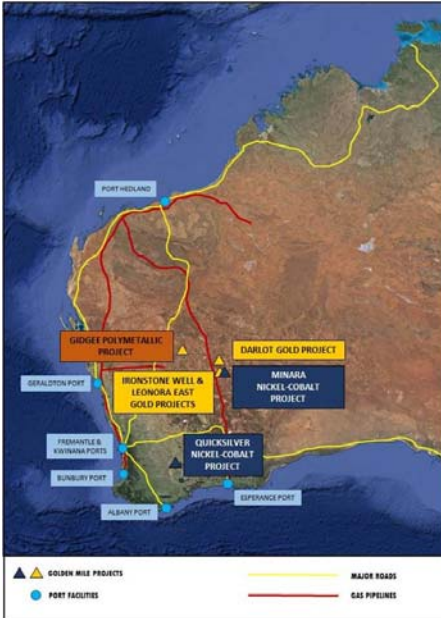 PORT HEDLAND
GIDGEE POLYMETALLIC
PROJECT
DARLOT GOLD PROJECT
GERALDTON PORT
IRONSTONE WELL &
LEONORA EAST
GOLD PROJECTS
MINARA
NICKEL-COBALT
PROJECT
FREMANTLE &
KWINANA PORTS
QUICKSILVER
NICKEL-COBALT
PROJECT
BUNBURY PORT
ESPERANCE PORT
ALBANY PORT
GOLDEN MILE PROJECTS
MAJOR ROADS
PORT FACILITIES
GAS PIPELINES